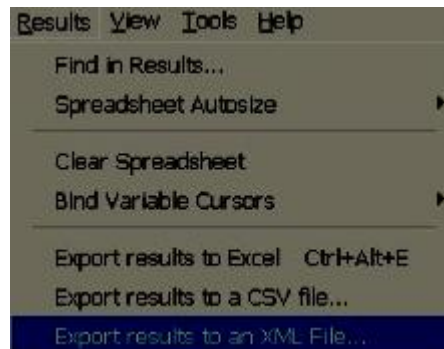 Results View Tools Help
Find in Results...
Spreadsheet Autosize
Clear Spreadsheet
Bind Variable Cursors
Export results to Excel Ctrl+Alt+E
Export results to a CSV file...
Export results to an XML File...